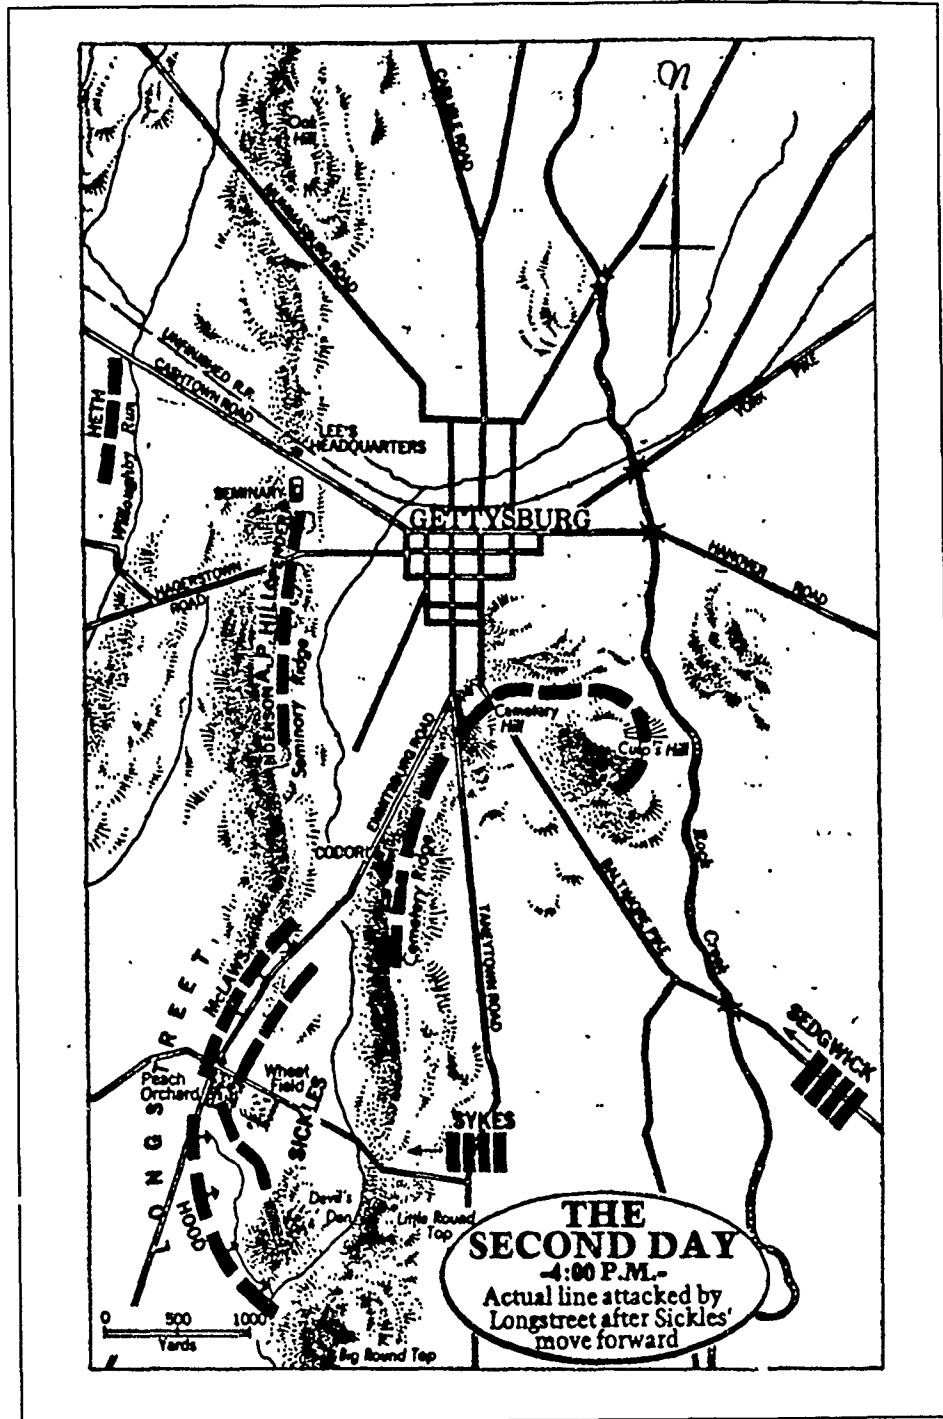 N
Oak
Hill
CARLISLE ROAD
MUMMASBURG ROAD
UNFINISHED R.R.
CASHTOWN ROAD
YORK PIKE
HETH
Willoughby Run
LEE'S
HEADQUARTERS
SEMINARY
GETTYSBURG
HANOVER ROAD
HAGERSTOWN
ROAD
PENDER
A.P. HILL
ANDERSON
Seminary Ridge
Cemetery
Hill
Culp's Hill
EMMITSBURG ROAD
CODORI
Cemetery Ridge
Rock Creek
BALTIMORE PIKE
TANEYTOWN ROAD
McLAWS
LONGSTREET
SEDGWICK
Peach
Orchard
Wheat
Field
SICKLES
SYKES
HOOD
Devil's
Den
Little Round
Top
THE
SECOND DAY
-4:00 P.M.-
Actual line attacked by
Longstreet after Sickles'
move forward
0 500 1000
Yards
Big Round Top